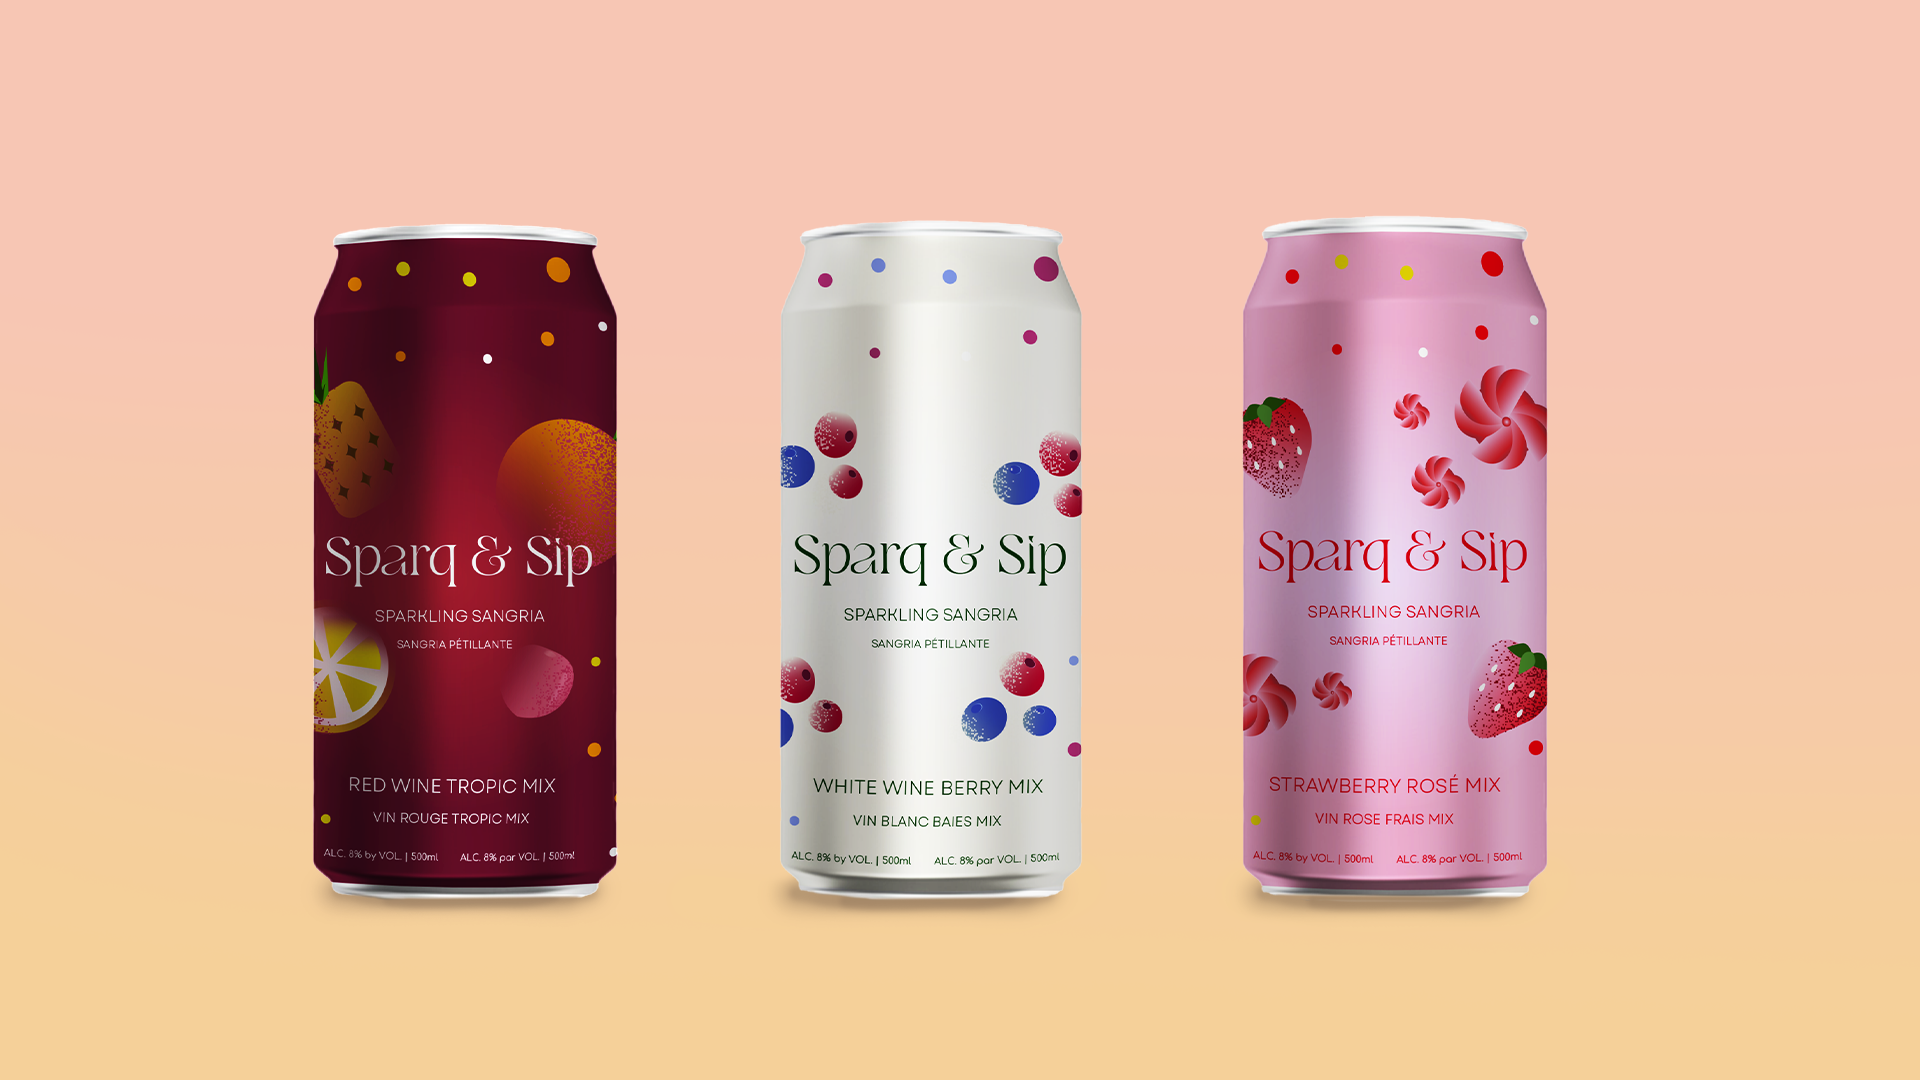 Sparq & Sip
SPARKLING SANGRIA
SANGRIA PÉTILLANTE
RED WINE TROPIC MIX
VIN ROUGE TROPIC MIX
ALC. 8% by VOL. | 500ml ALC. 8% par VOL. | 500ml
Sparq & Sip
SPARKLING SANGRIA
SANGRIA PÉTILLANTE
WHITE WINE BERRY MIX
VIN BLANC BAIES MIX
ALC. 8% by VOL. | 500ml ALC. 8% par VOL. | 500ml
Sparq & Sip
SPARKLING SANGRIA
SANGRIA PÉTILLANTE
STRAWBERRY ROSÉ MIX
VIN ROSE FRAIS MIX
ALC. 8% by VOL. | 500ml ALC. 8% par VOL. | 500ml